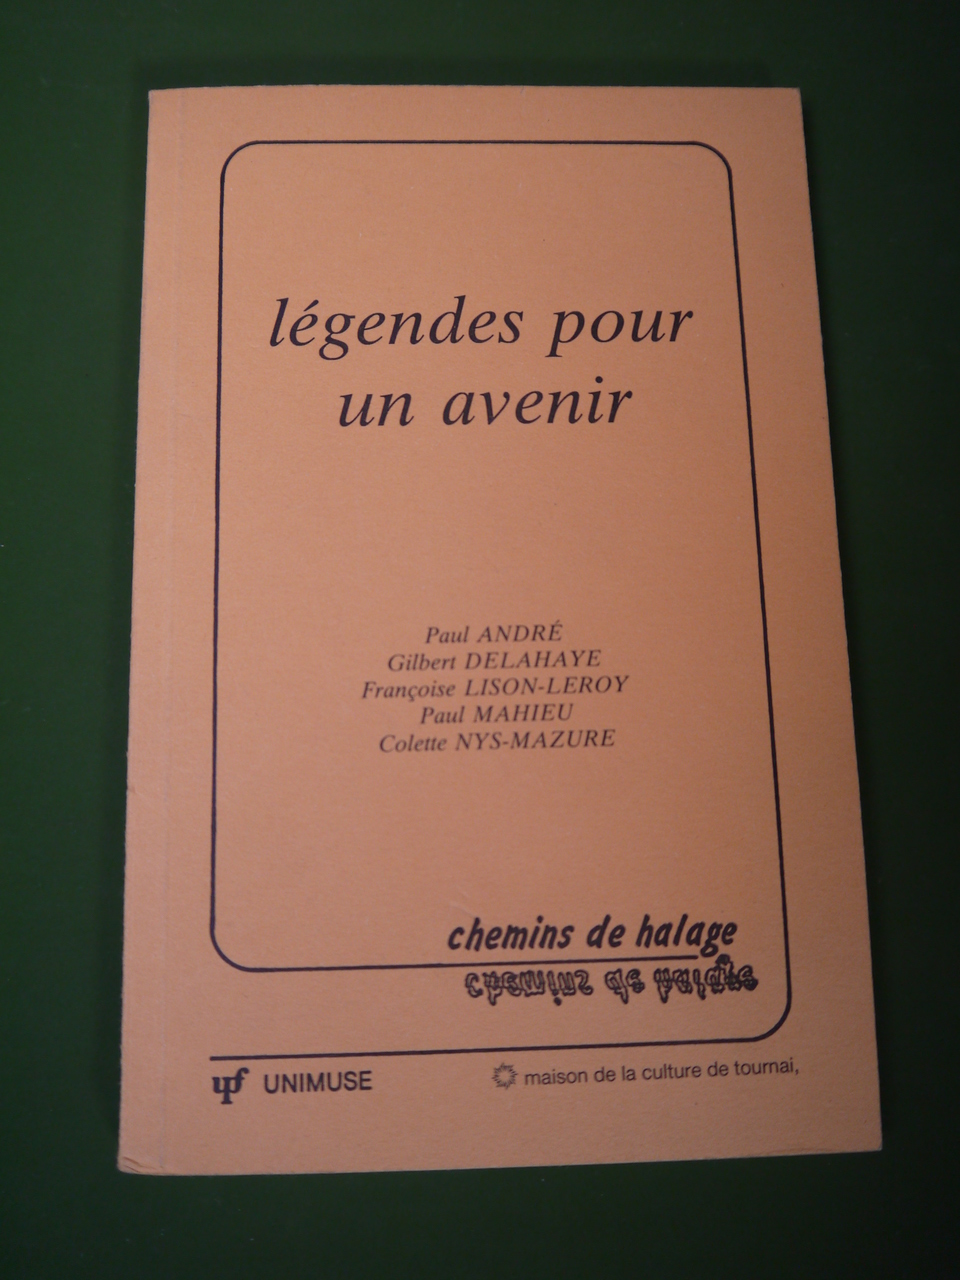 légendes pour
un avenir
Paul ANDRÉ
Gilbert DELAHAYE
Françoise LISON-LEROY
Paul MAHIEU
Colette NYS-MAZURE
chemins de halage
chemins de halage
upf UNIMUSE
maison de la culture de tournai,